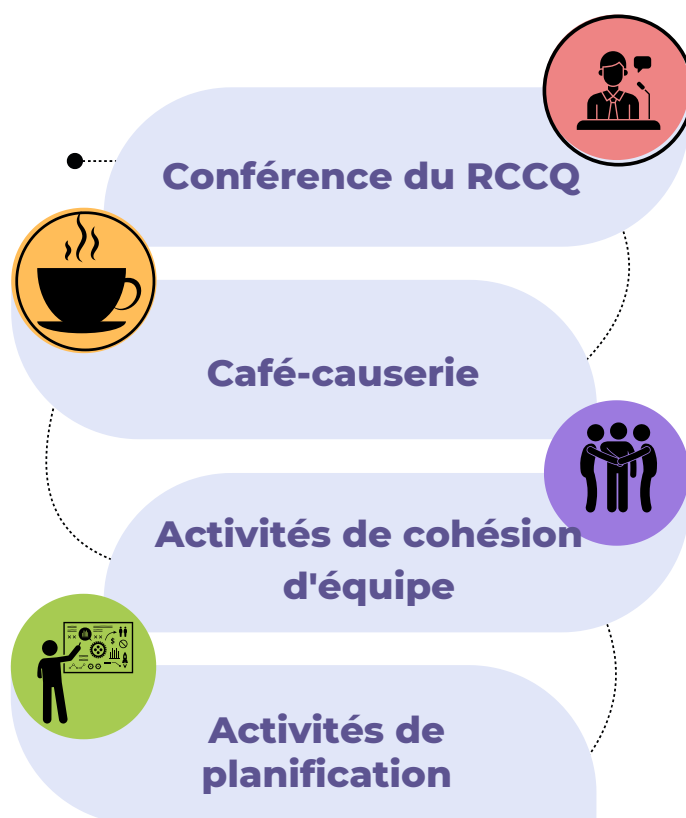 Conférence du RCCQ
Café-causerie
Activités de cohésion
d'équipe
Activités de
planification